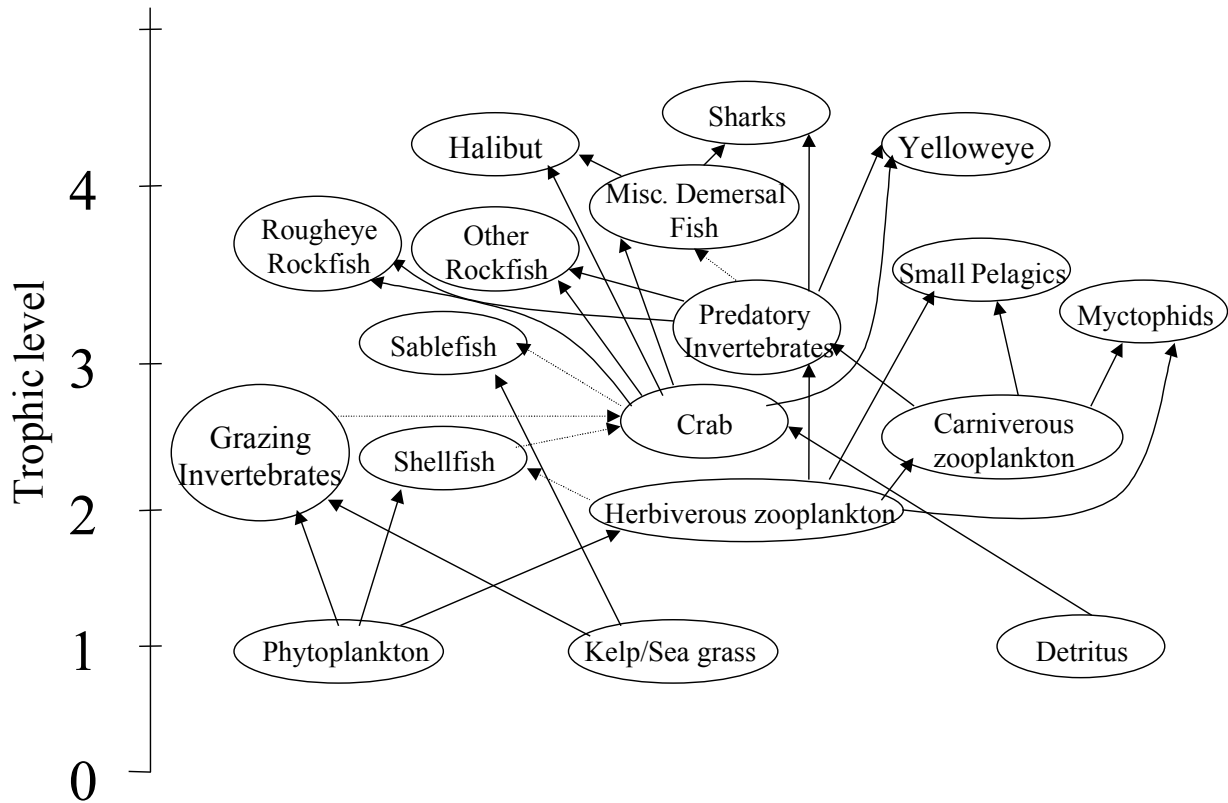 Sharks
Halibut
Yelloweye
4
Misc. Demersal
Fish
Rougheye
Rockfish
Other
Rockfish
Small Pelagics
Predatory
Invertebrates
Myctophids
Sablefish
3
Trophic level
Crab
Carniverous
zooplankton
Grazing
Invertebrates
Shellfish
2
Herbiverous zooplankton
1
Phytoplankton
Kelp/Sea grass
Detritus
0